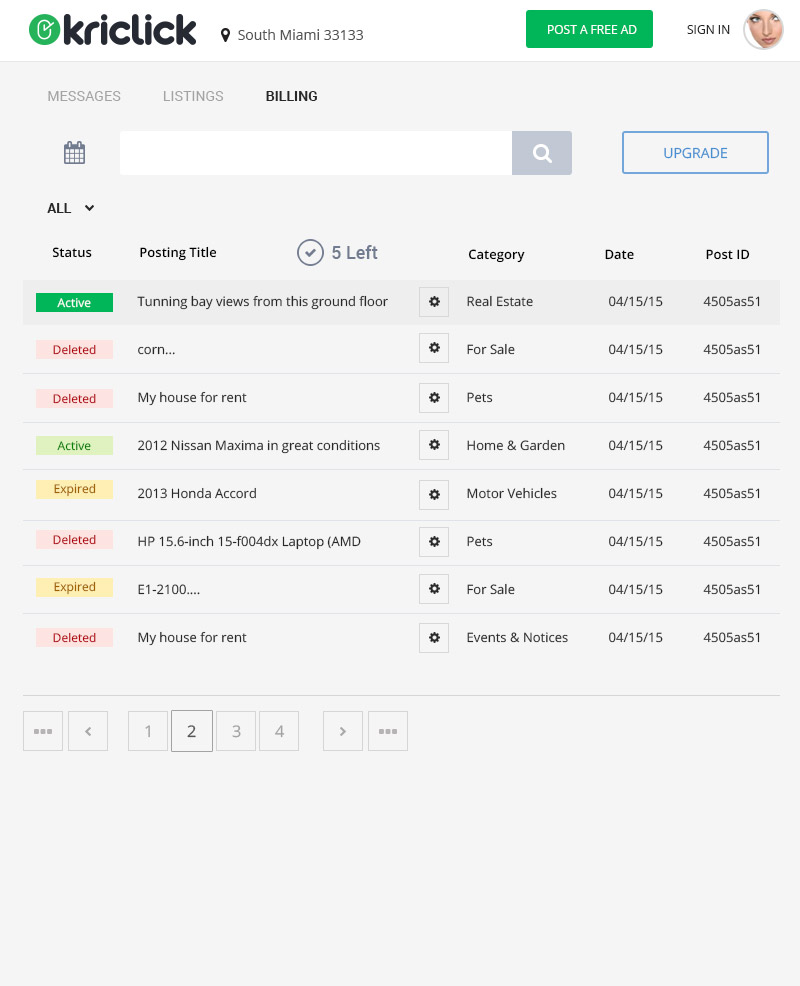 kriclick
South Miami 33133
POST A FREE AD
SIGN IN
MESSAGES LISTINGS BILLING
UPGRADE
ALL
Status Posting Title 5 Left Category Date Post ID
Active Tunning bay views from this ground floor Real Estate 04/15/15 4505as51
Deleted corn... For Sale 04/15/15 4505as51
Deleted My house for rent Pets 04/15/15 4505as51
Active 2012 Nissan Maxima in great conditions Home & Garden 04/15/15 4505as51
Expired 2013 Honda Accord Motor Vehicles 04/15/15 4505as51
Deleted HP 15.6-inch 15-f004dx Laptop (AMD Pets 04/15/15 4505as51
Expired E1-2100.... For Sale 04/15/15 4505as51
Deleted My house for rent Events & Notices 04/15/15 4505as51
1 2 3 4